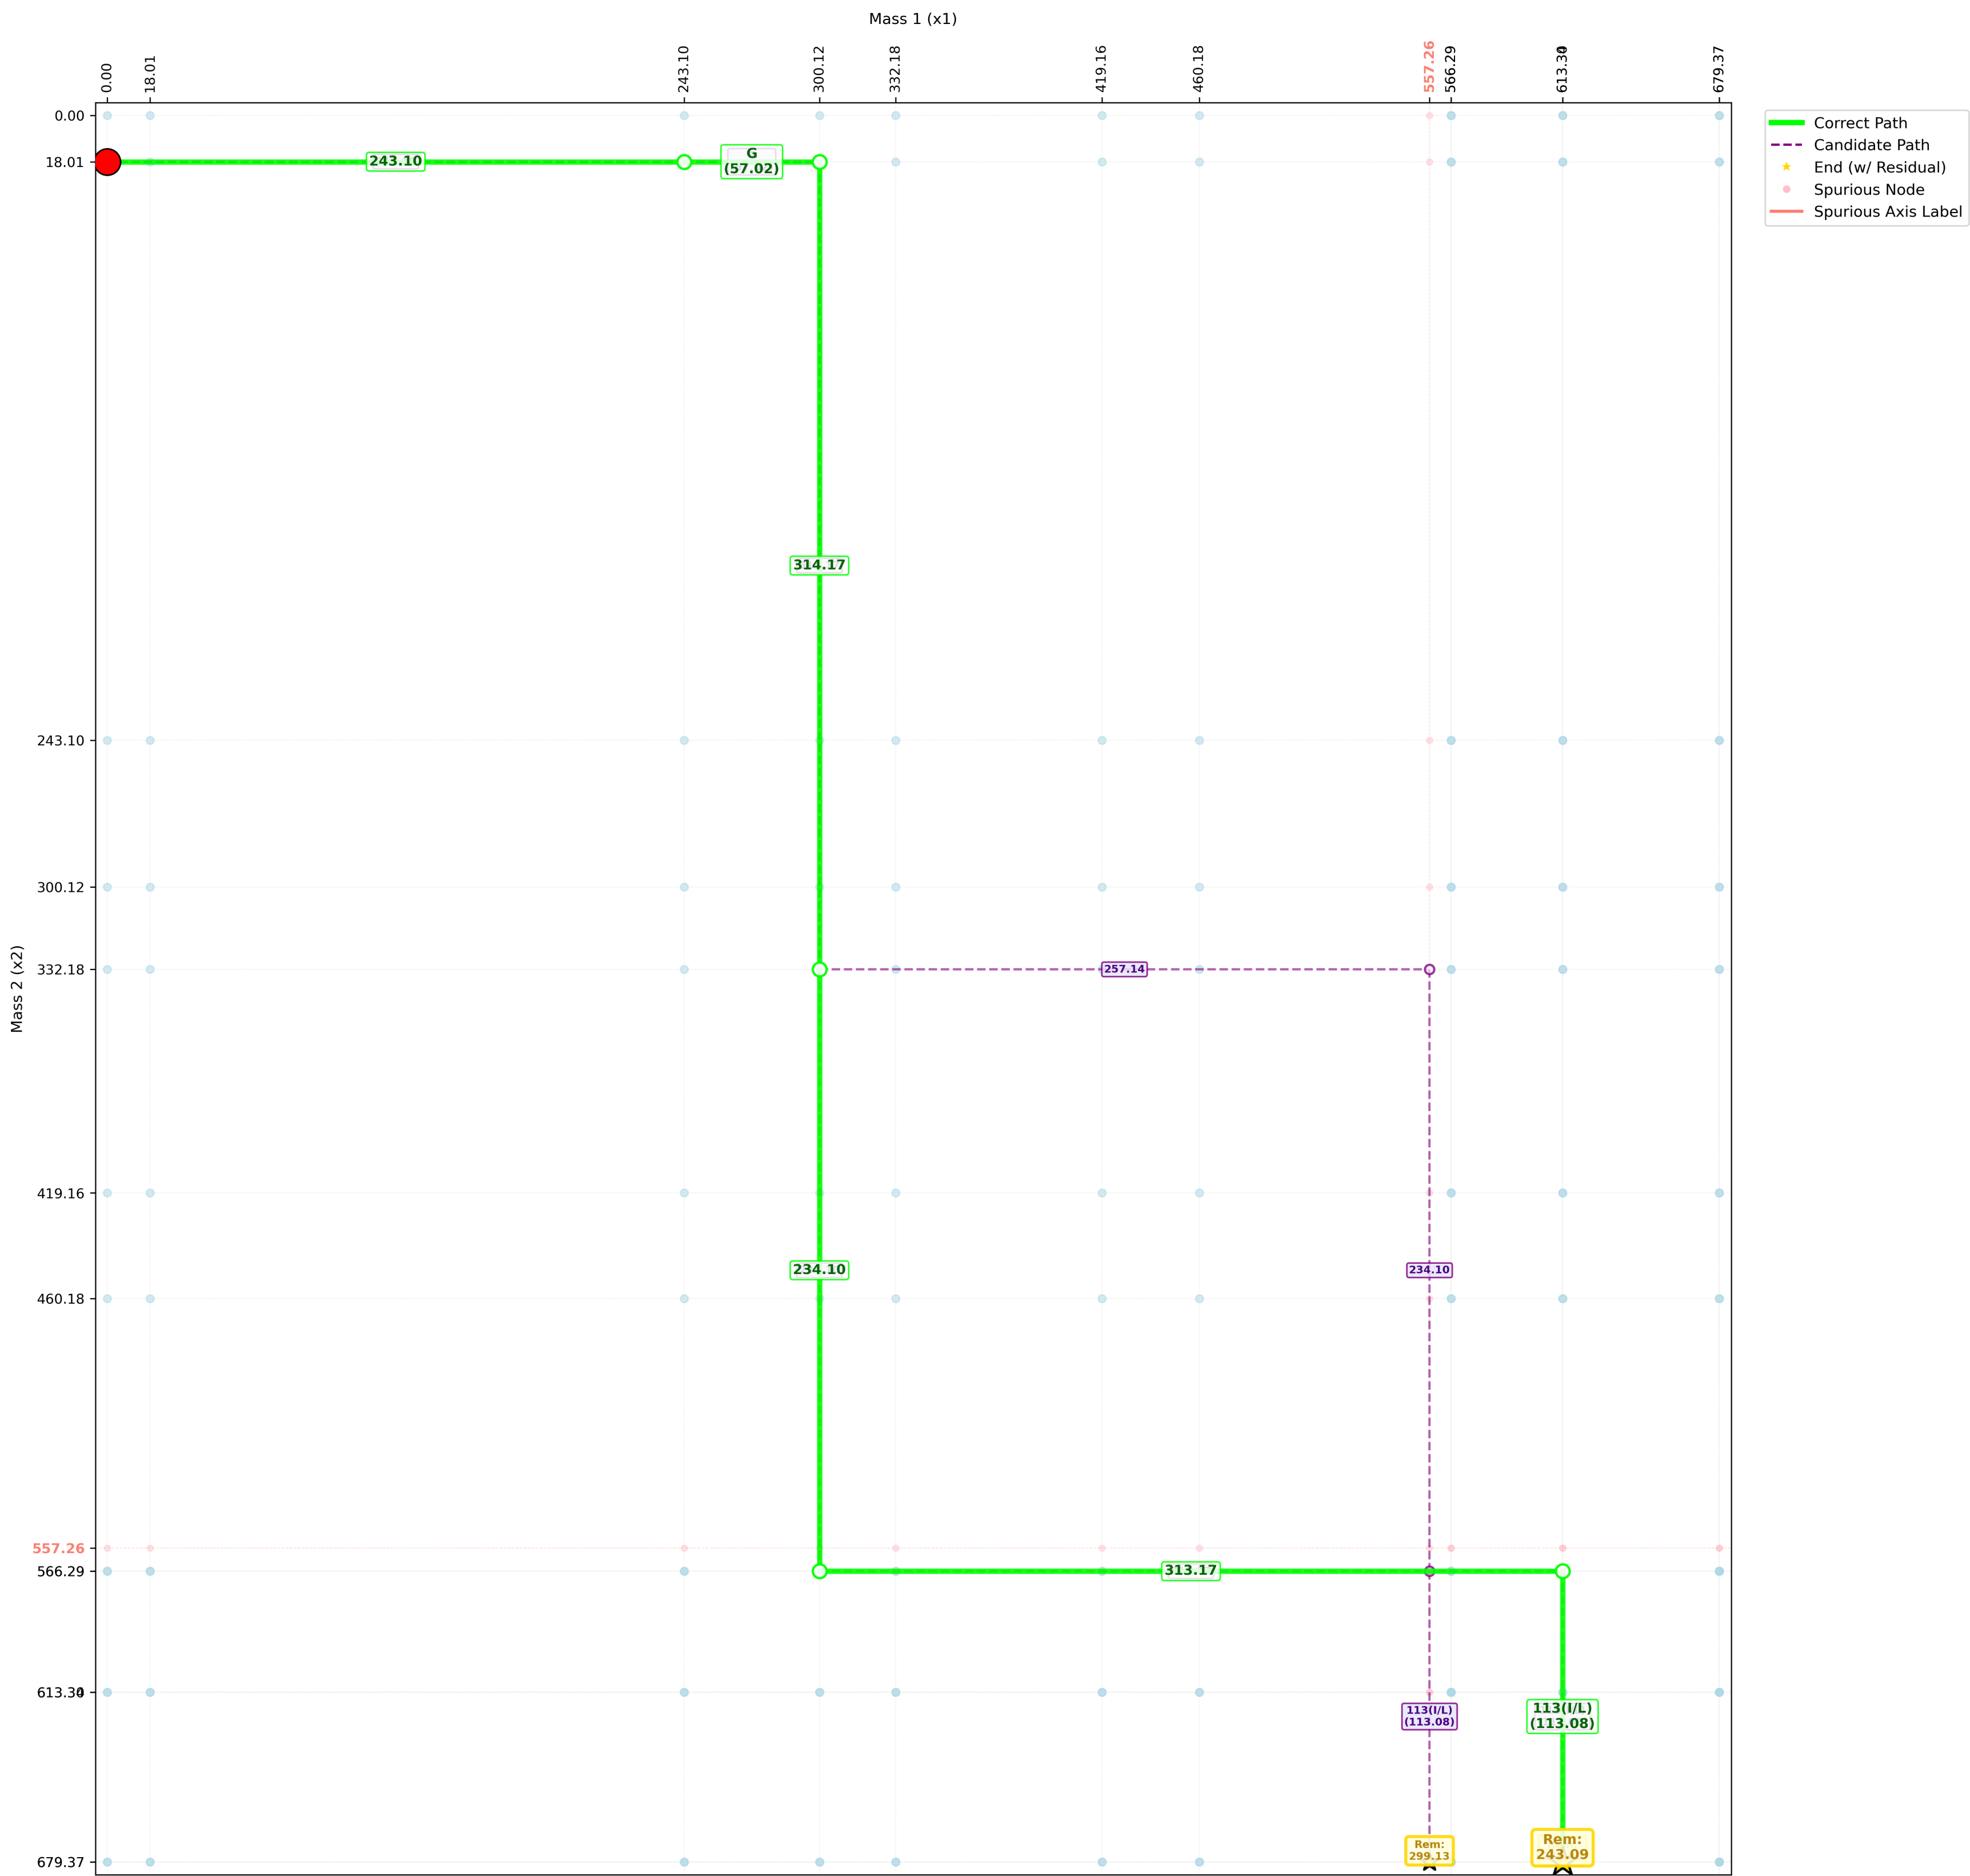 Mass 1 (x1)
0.00
18.01
243.10
300.12
332.18
419.16
460.18
557.26
566.29
679.37
0.00
18.01
243.10
300.12
332.18
419.16
460.18
557.26
566.29
679.37
Mass 2 (x2)
Correct Path
Candidate Path
End (w/ Residual)
Spurious Node
Spurious Axis Label
243.10
G
(57.02)
314.17
257.14
234.10
234.10
313.17
113(I/L)
(113.08)
113(I/L)
(113.08)
Rem:
299.13
Rem:
243.09